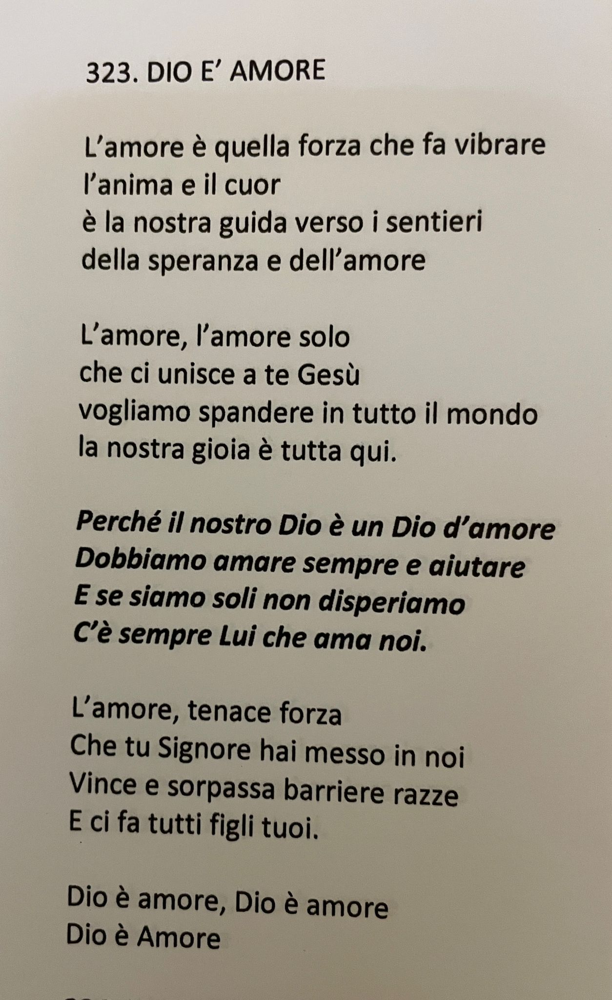 323. DIO E’ AMORE
L’amore è quella forza che fa vibrare
l’anima e il cuor
è la nostra guida verso i sentieri
della speranza e dell’amore
L’amore, l’amore solo
che ci unisce a te Gesù
vogliamo spandere in tutto il mondo
la nostra gioia è tutta qui.
Perché il nostro Dio è un Dio d’amore
Dobbiamo amare sempre e aiutare
E se siamo soli non disperiamo
C’è sempre Lui che ama noi.
L’amore, tenace forza
Che tu Signore hai messo in noi
Vince e sorpassa barriere razze
E ci fa tutti figli tuoi.
Dio è amore, Dio è amore
Dio è Amore